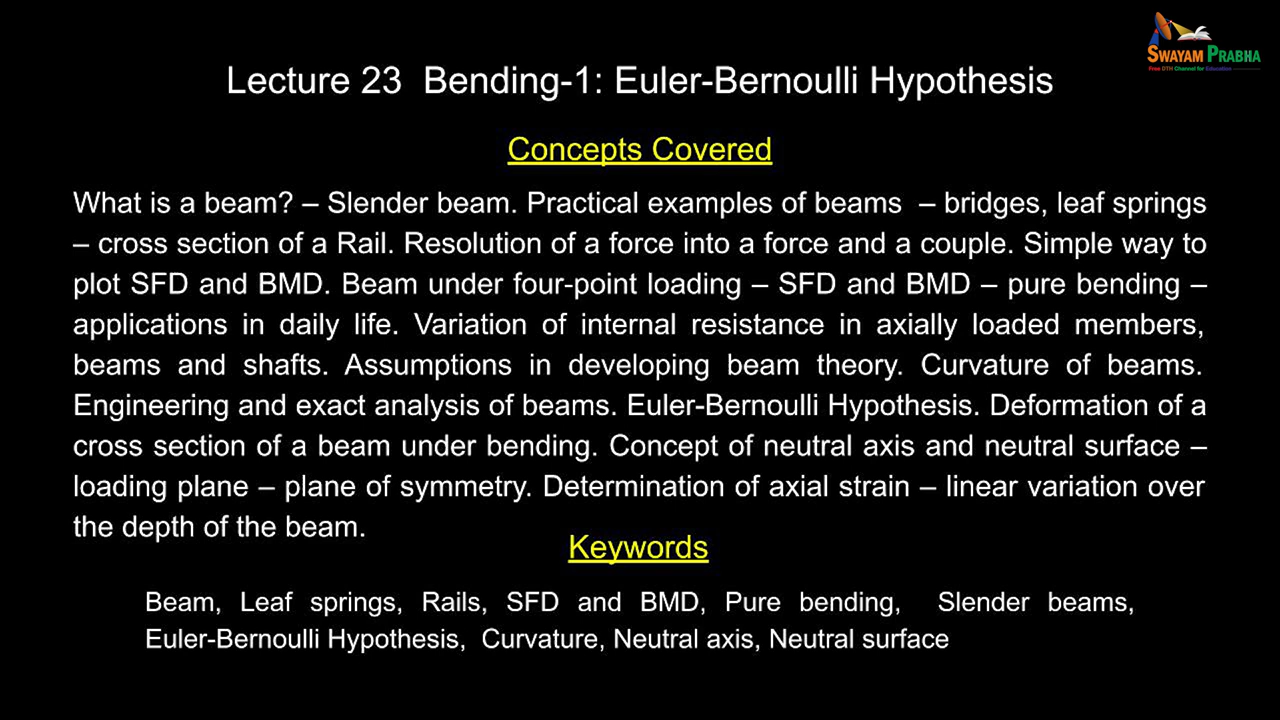 SWAYAM PRABHA
Free DTH Channel for Education
Lecture 23 Bending-1: Euler-Bernoulli Hypothesis
Concepts Covered
What is a beam? – Slender beam. Practical examples of beams – bridges, leaf springs
– cross section of a Rail. Resolution of a force into a force and a couple. Simple way to
plot SFD and BMD. Beam under four-point loading – SFD and BMD – pure bending –
applications in daily life. Variation of internal resistance in axially loaded members,
beams and shafts. Assumptions in developing beam theory. Curvature of beams.
Engineering and exact analysis of beams. Euler-Bernoulli Hypothesis. Deformation of a
cross section of a beam under bending. Concept of neutral axis and neutral surface –
loading plane – plane of symmetry. Determination of axial strain – linear variation over
the depth of the beam.
Keywords
Beam, Leaf springs, Rails, SFD and BMD, Pure bending, Slender beams,
Euler-Bernoulli Hypothesis, Curvature, Neutral axis, Neutral surface